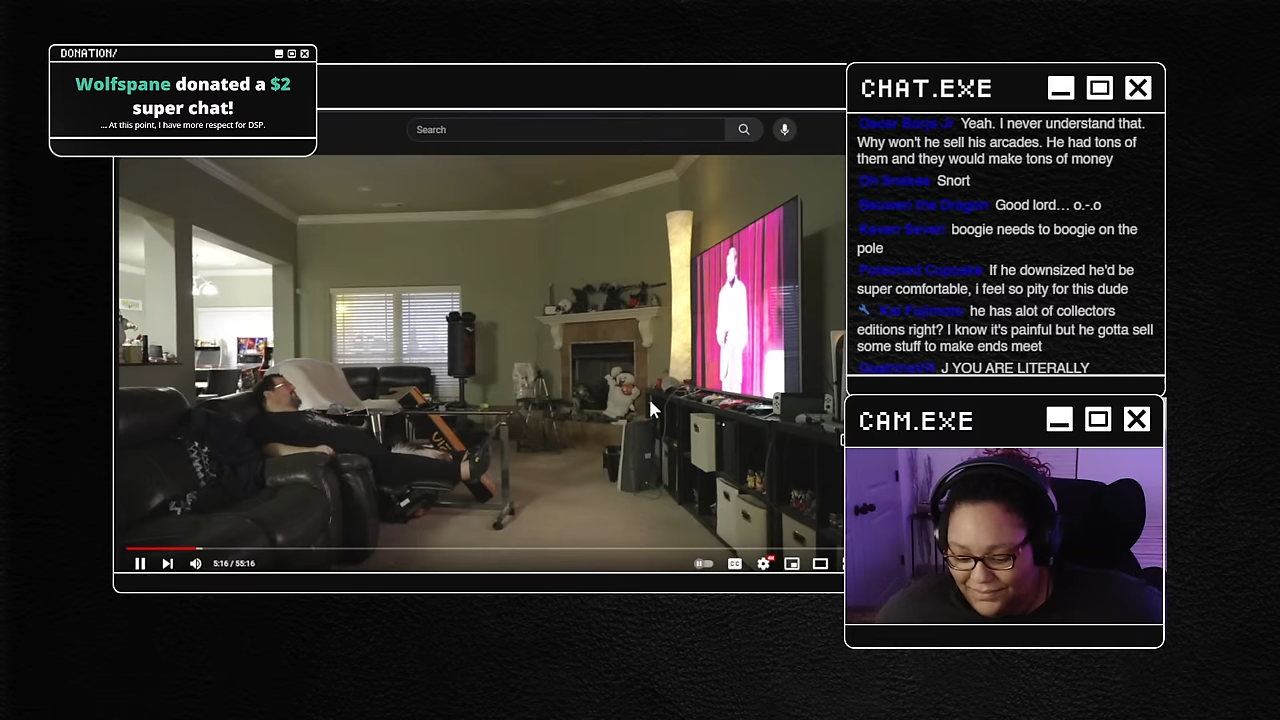 DONATION/
Wolfspane donated a $2
super chat!
... At this point, I have more respect for DSP.
Search
5:16 / 55:16
CC
CHAT.EXE
Yeah. I never understand that.
Why won't he sell his arcades. He had tons of
them and they would make tons of money
Snort
Good lord… o.-.o
boogie needs to boogie on the
pole
If he downsized he'd be
super comfortable, i feel so pity for this dude
he has alot of collectors
editions right? I know it's painful but he gotta sell
some stuff to make ends meet
J YOU ARE LITERALLY
CAM.EXE